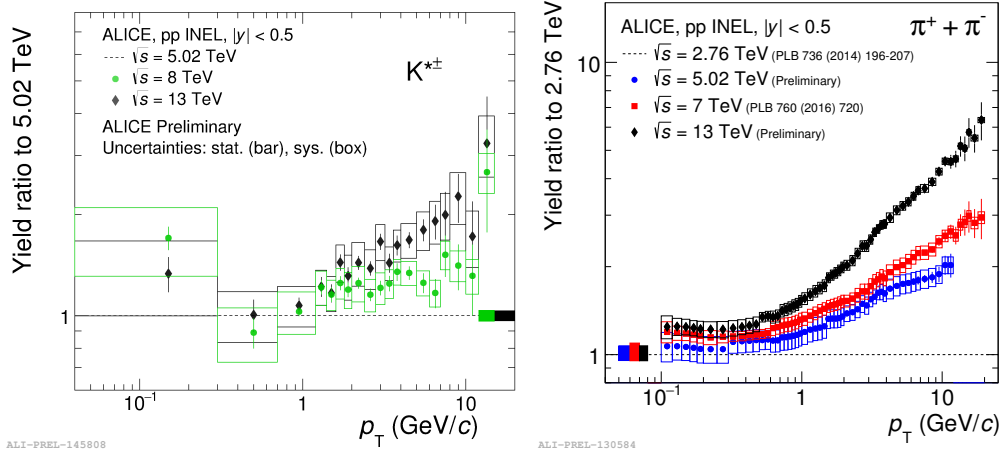 ALICE, pp INEL, |y| < 0.5
√s = 5.02 TeV
√s = 8 TeV
√s = 13 TeV
K*±
ALICE Preliminary
Uncertainties: stat. (bar), sys. (box)
Yield ratio to 5.02 TeV
1
10⁻¹
1
10
pT (GeV/c)
ALI-PREL-145808
ALICE, pp INEL, |y| < 0.5
π⁺ + π⁻
√s = 2.76 TeV (PLB 736 (2014) 196-207)
√s = 5.02 TeV (Preliminary)
√s = 7 TeV (PLB 760 (2016) 720)
√s = 13 TeV (Preliminary)
Yield ratio to 2.76 TeV
10
1
10⁻¹
1
10
pT (GeV/c)
ALI-PREL-130584